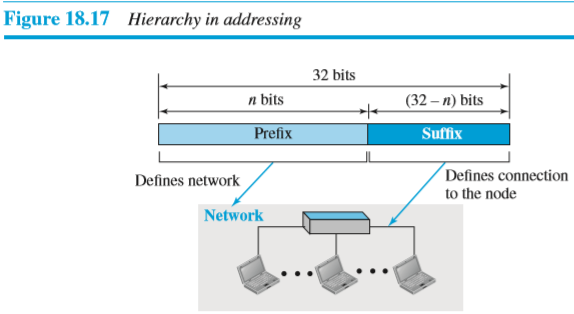 Figure 18.17 Hierarchy in addressing
32 bits
n bits
(32 – n) bits
Prefix
Suffix
Defines network
Defines connection
to the node
Network